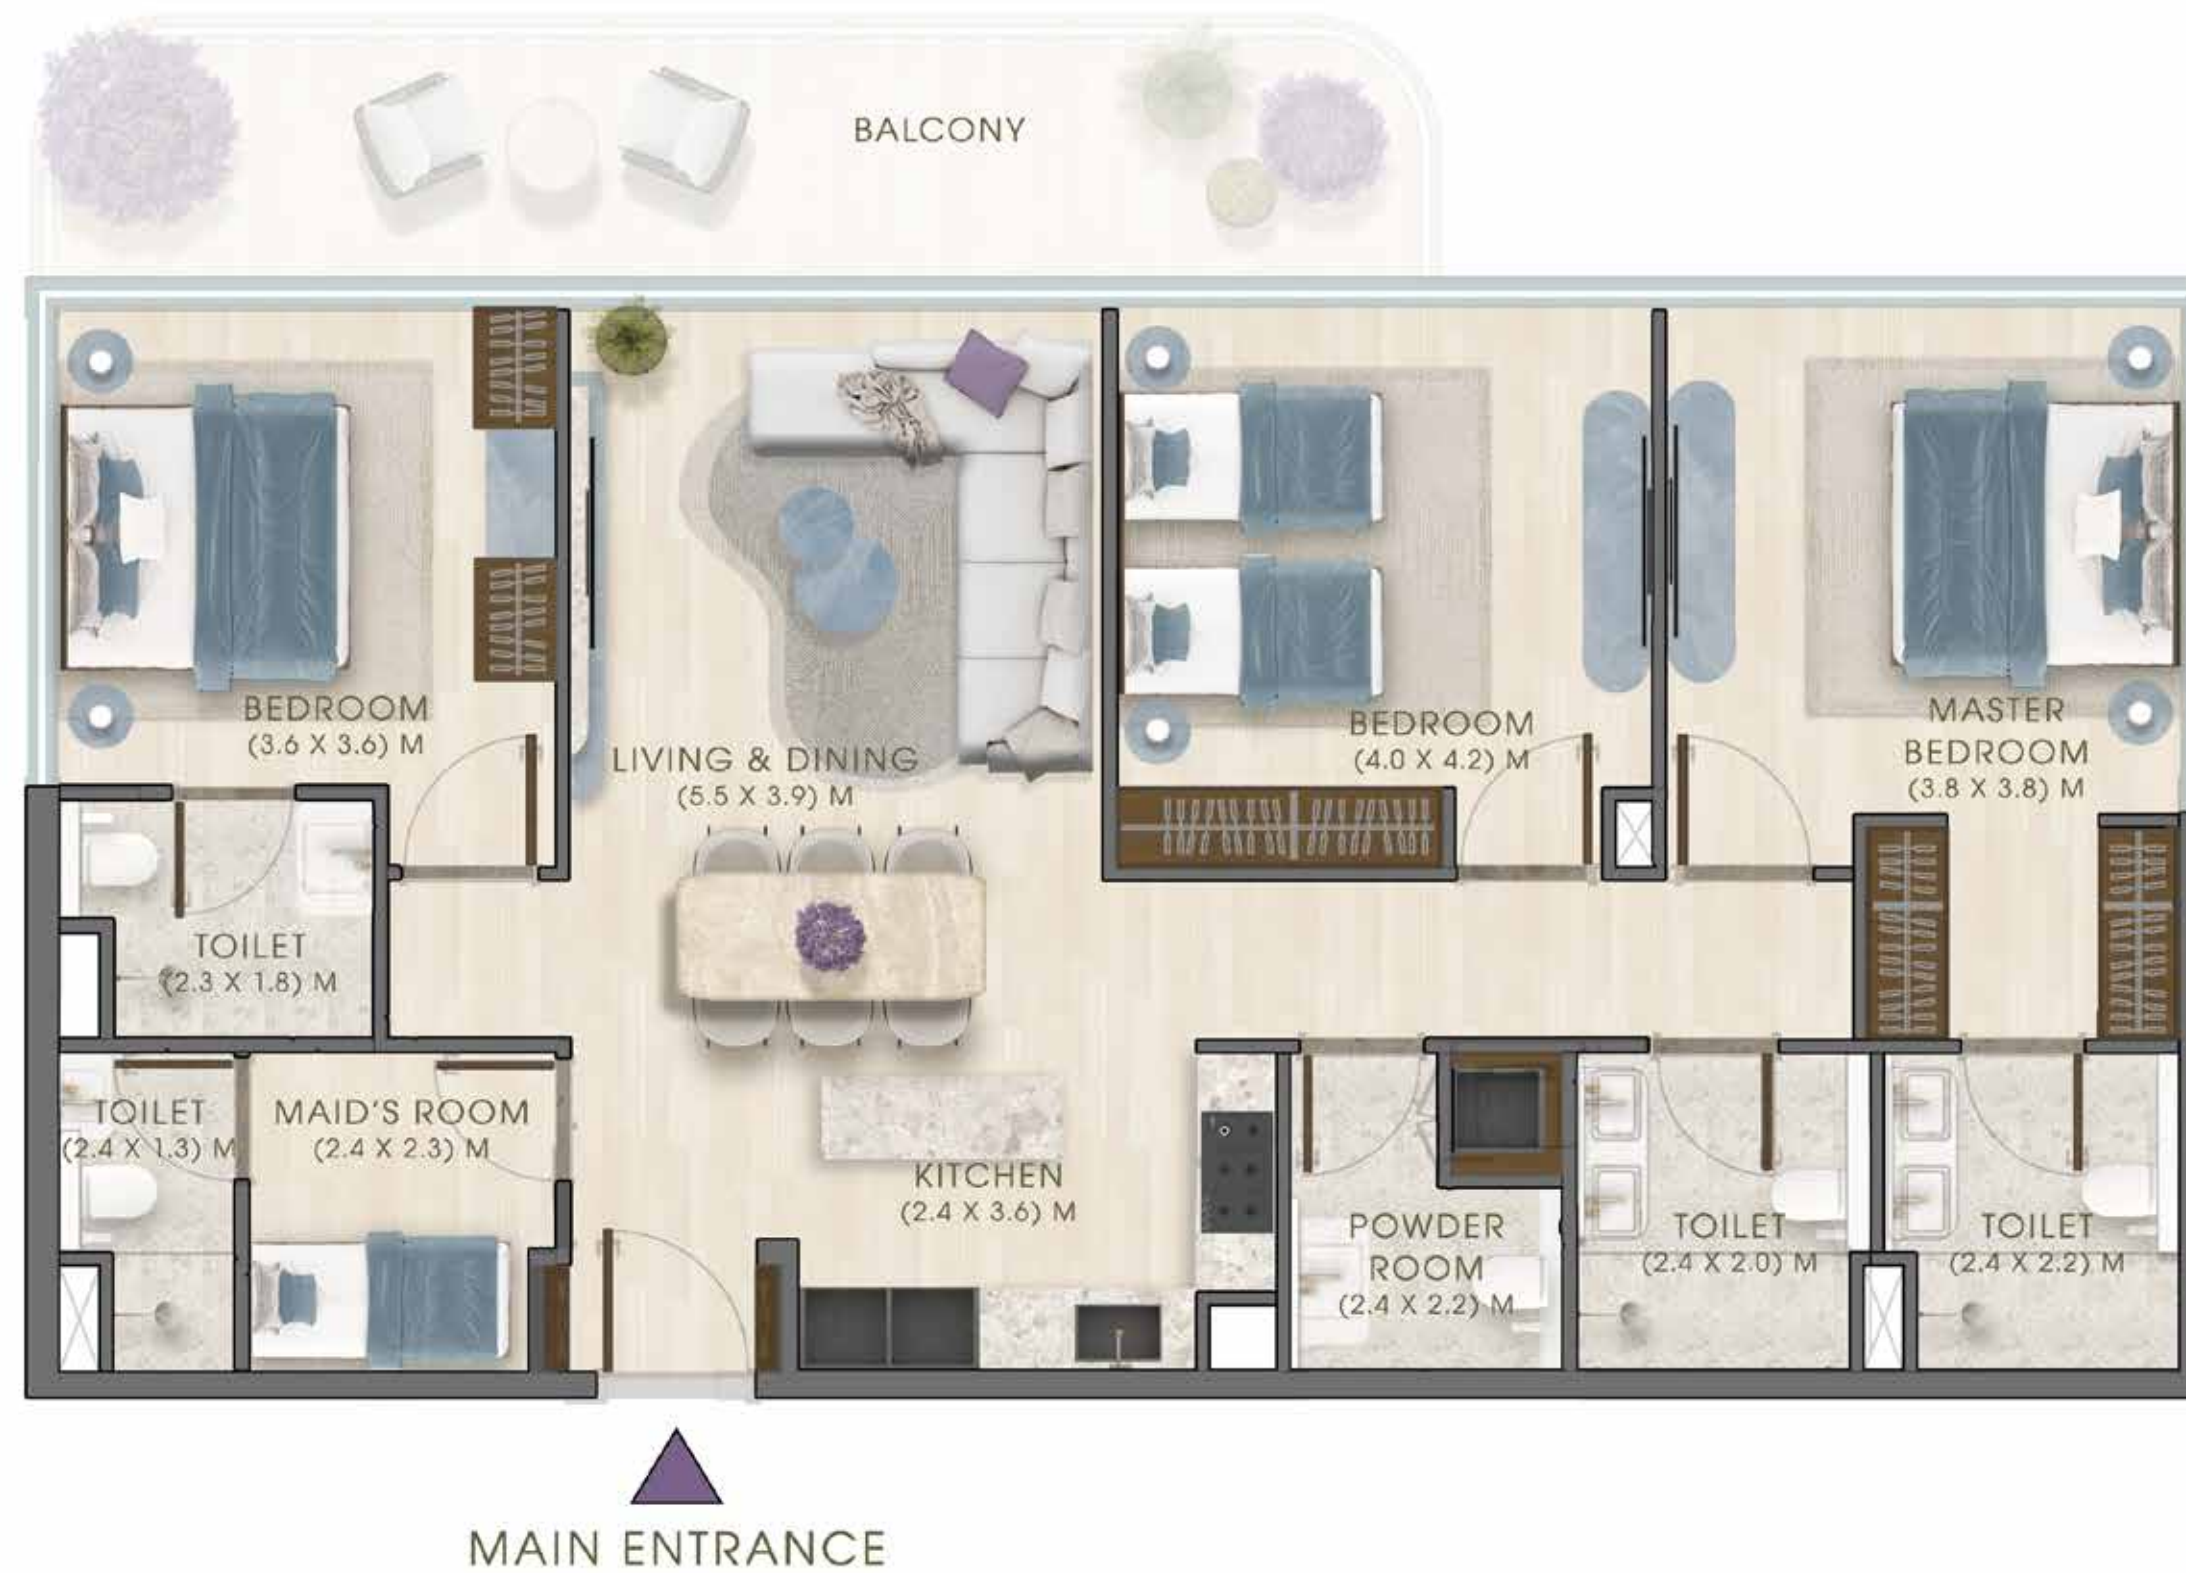 BALCONY
BEDROOM
(3.6 X 3.6) M
LIVING & DINING
(5.5 X 3.9) M
BEDROOM
(4.0 X 4.2) M
MASTER
BEDROOM
(3.8 X 3.8) M
TOILET
(2.3 X 1.8) M
TOILET
(2.4 X 1.3) M
MAID'S ROOM
(2.4 X 2.3) M
KITCHEN
(2.4 X 3.6) M
POWDER
ROOM
(2.4 X 2.2) M
TOILET
(2.4 X 2.0) M
TOILET
(2.4 X 2.2) M
MAIN ENTRANCE